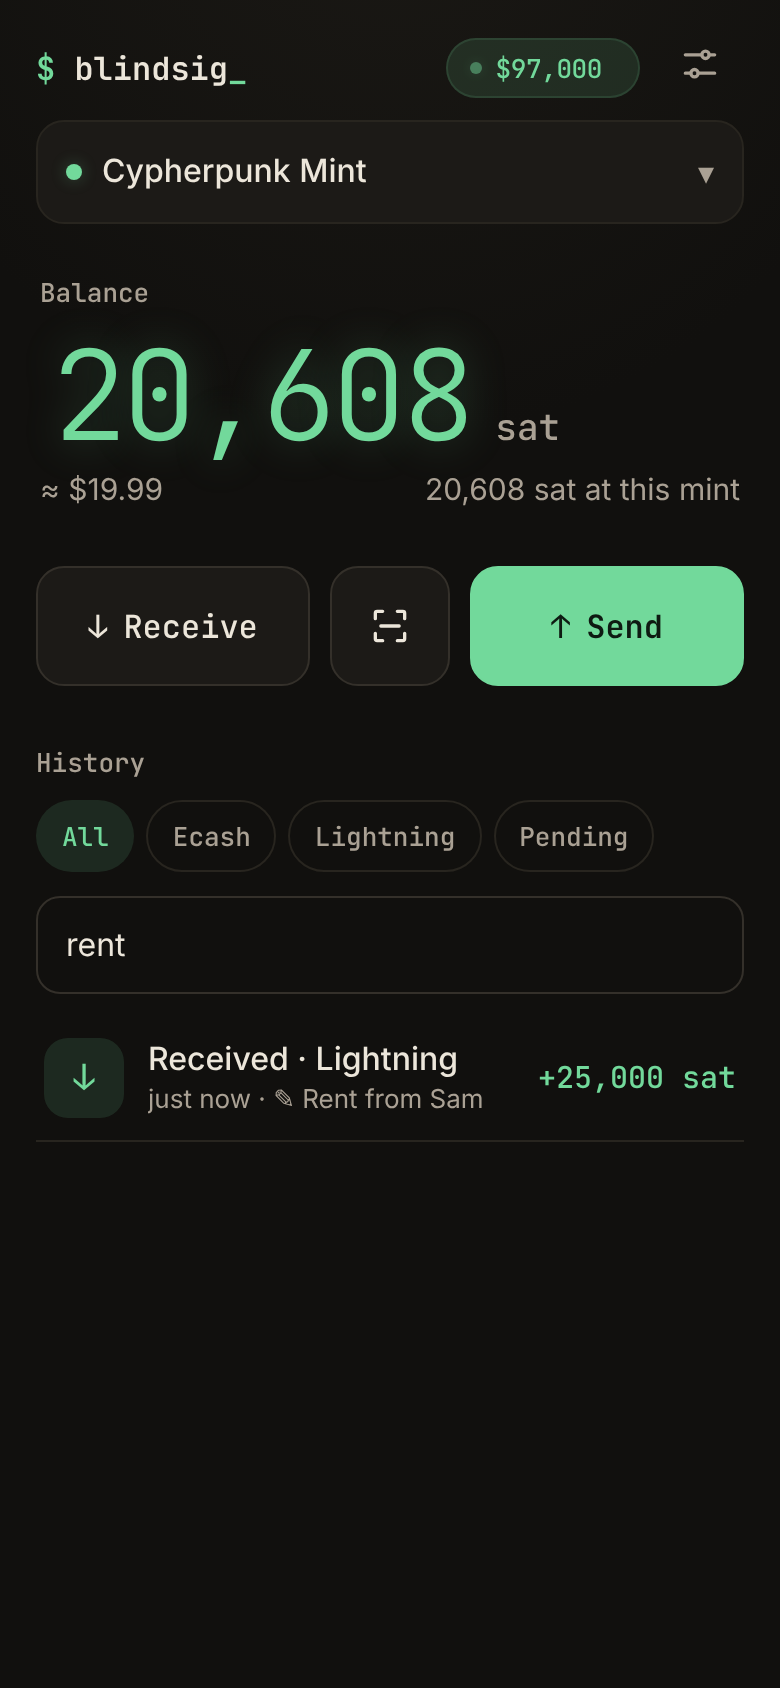 $ blindsig_
$97,000
Cypherpunk Mint ▼
Balance
20,608 sat
≈ $19.99
20,608 sat at this mint
↓ Receive
↑ Send
History
All
Ecash
Lightning
Pending
rent
Received · Lightning
+25,000 sat
just now · ✎ Rent from Sam